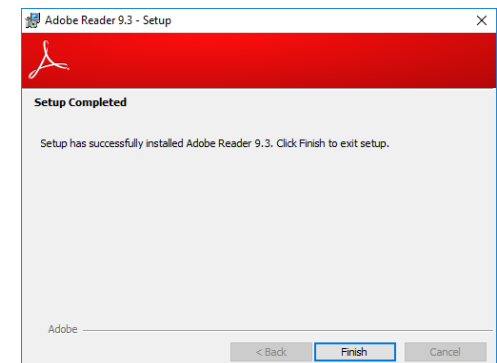 Adobe Reader 9.3 - Setup
Setup Completed
Setup has successfully installed Adobe Reader 9.3. Click Finish to exit setup.
Adobe
< Back Finish Cancel